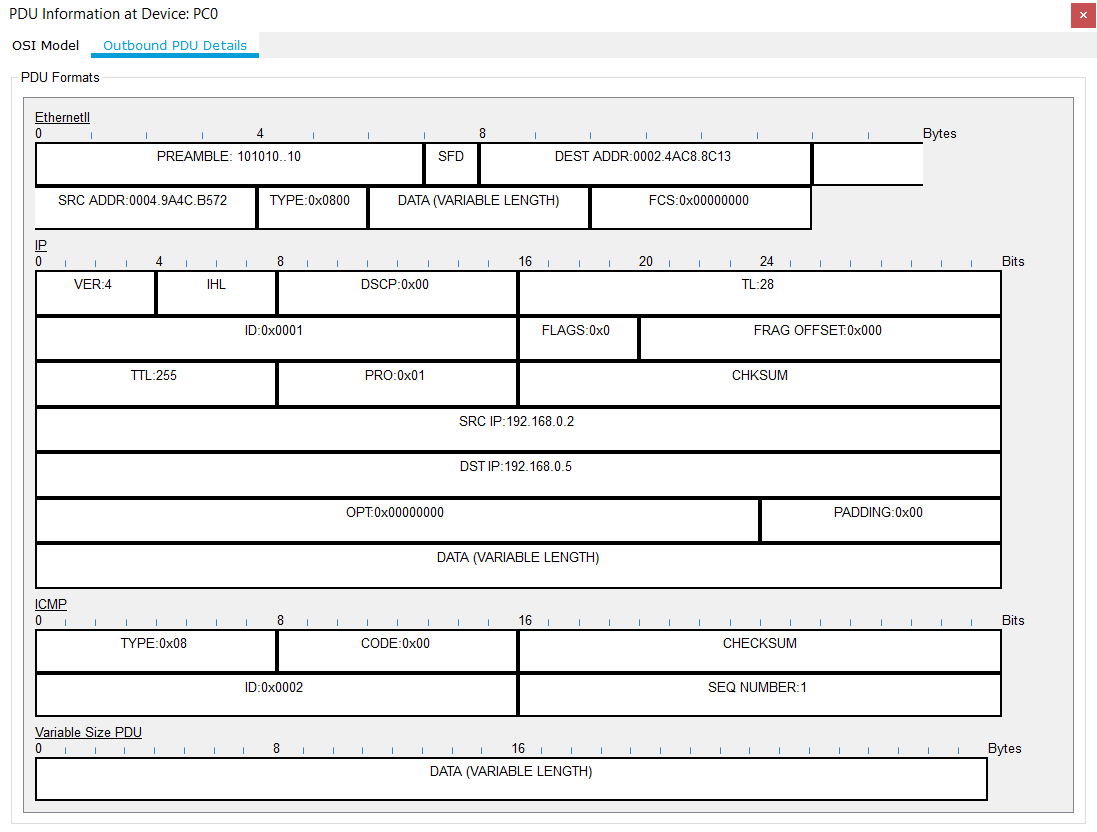 PDU Information at Device: PC0
OSI Model Outbound PDU Details
PDU Formats
EthernetII
0 4 8 Bytes
PREAMBLE: 101010..10 SFD DEST ADDR:0002.4AC8.8C13
SRC ADDR:0004.9A4C.B572 TYPE:0x0800 DATA (VARIABLE LENGTH) FCS:0x00000000
IP
0 4 8 16 20 24 Bits
VER:4 IHL DSCP:0x00 TL:28
ID:0x0001 FLAGS:0x0 FRAG OFFSET:0x000
TTL:255 PRO:0x01 CHKSUM
SRC IP:192.168.0.2
DST IP:192.168.0.5
OPT:0x00000000 PADDING:0x00
DATA (VARIABLE LENGTH)
ICMP
0 8 16 Bits
TYPE:0x08 CODE:0x00 CHECKSUM
ID:0x0002 SEQ NUMBER:1
Variable Size PDU
0 8 16 Bytes
DATA (VARIABLE LENGTH)